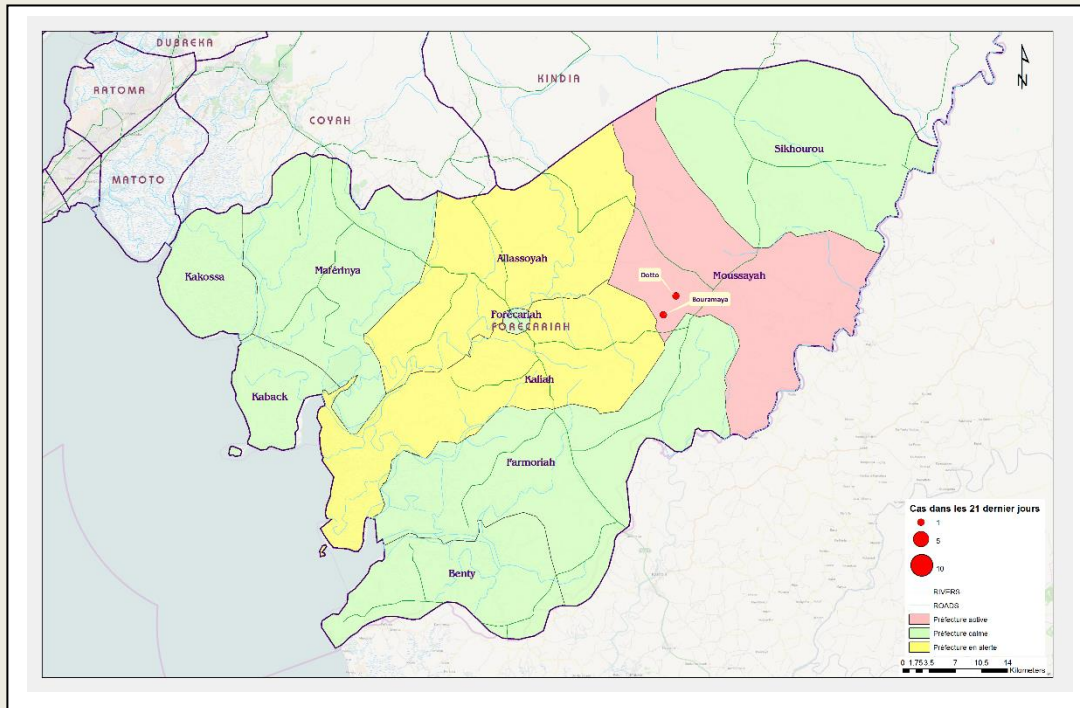 DUBREKA
RATOMA
KINDIA
COYAH
MATOTO
N
Sikhourou
Kakossa
Maférinya
Allassoyah
Moussayah
Dotto
Bouramaya
Forécariah
FORECARIAH
Kaback
Kaliah
Farmoriah
Benty
Cas dans les 21 dernier jours
1
5
10
RIVERS
ROADS
Préfecture active
Préfecture calme
Préfecture en alerte
0 1,75 3,5 7 10,5 14
Kilometers